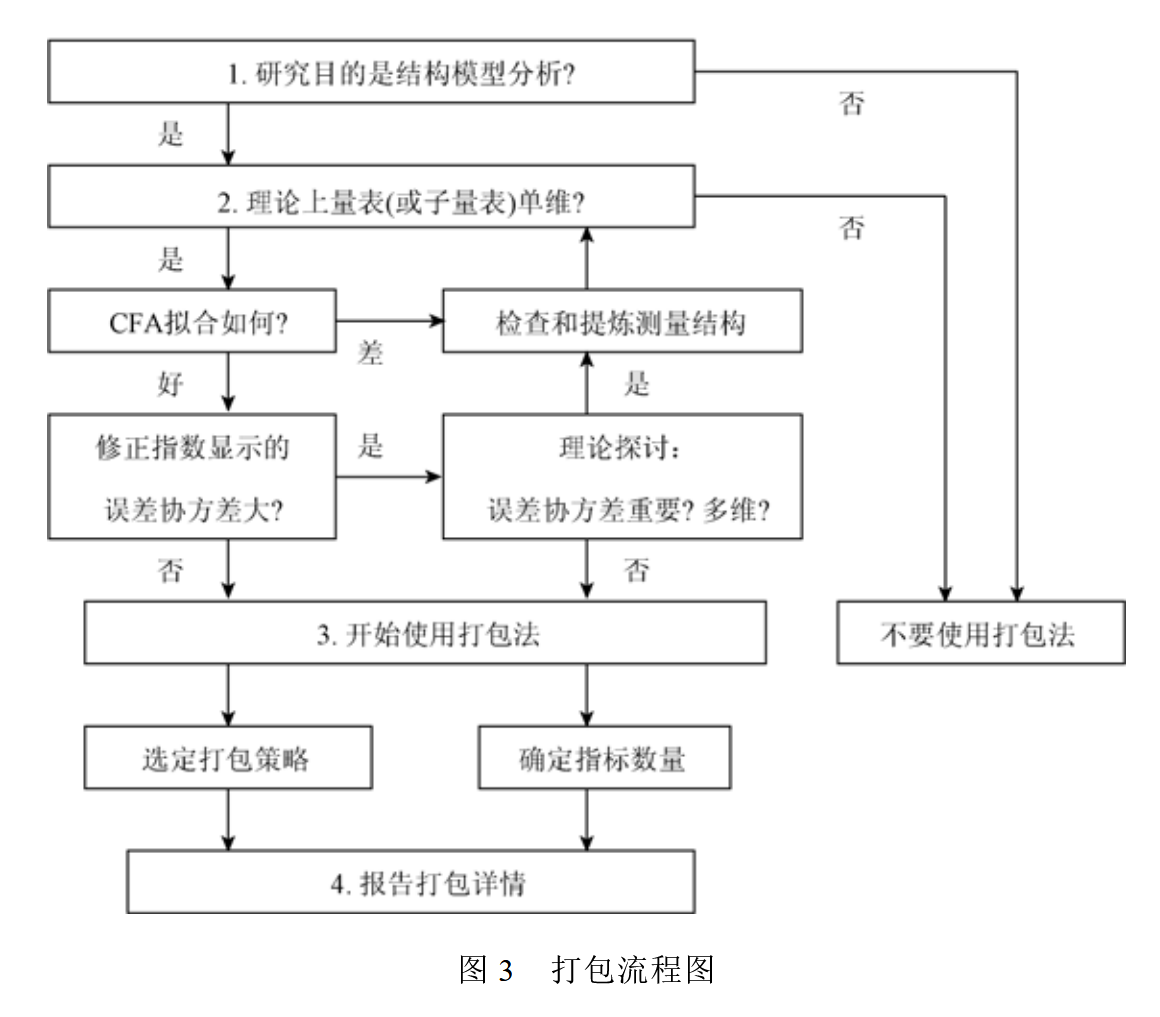 1. 研究目的是结构模型分析?
否
是
2. 理论上量表(或子量表)单维?
否
是
CFA拟合如何?
差
检查和提炼测量结构
好
是
修正指数显示的
误差协方差大?
是
理论探讨:
误差协方差重要? 多维?
否
否
3. 开始使用打包法
不要使用打包法
选定打包策略
确定指标数量
4. 报告打包详情
图 3 打包流程图